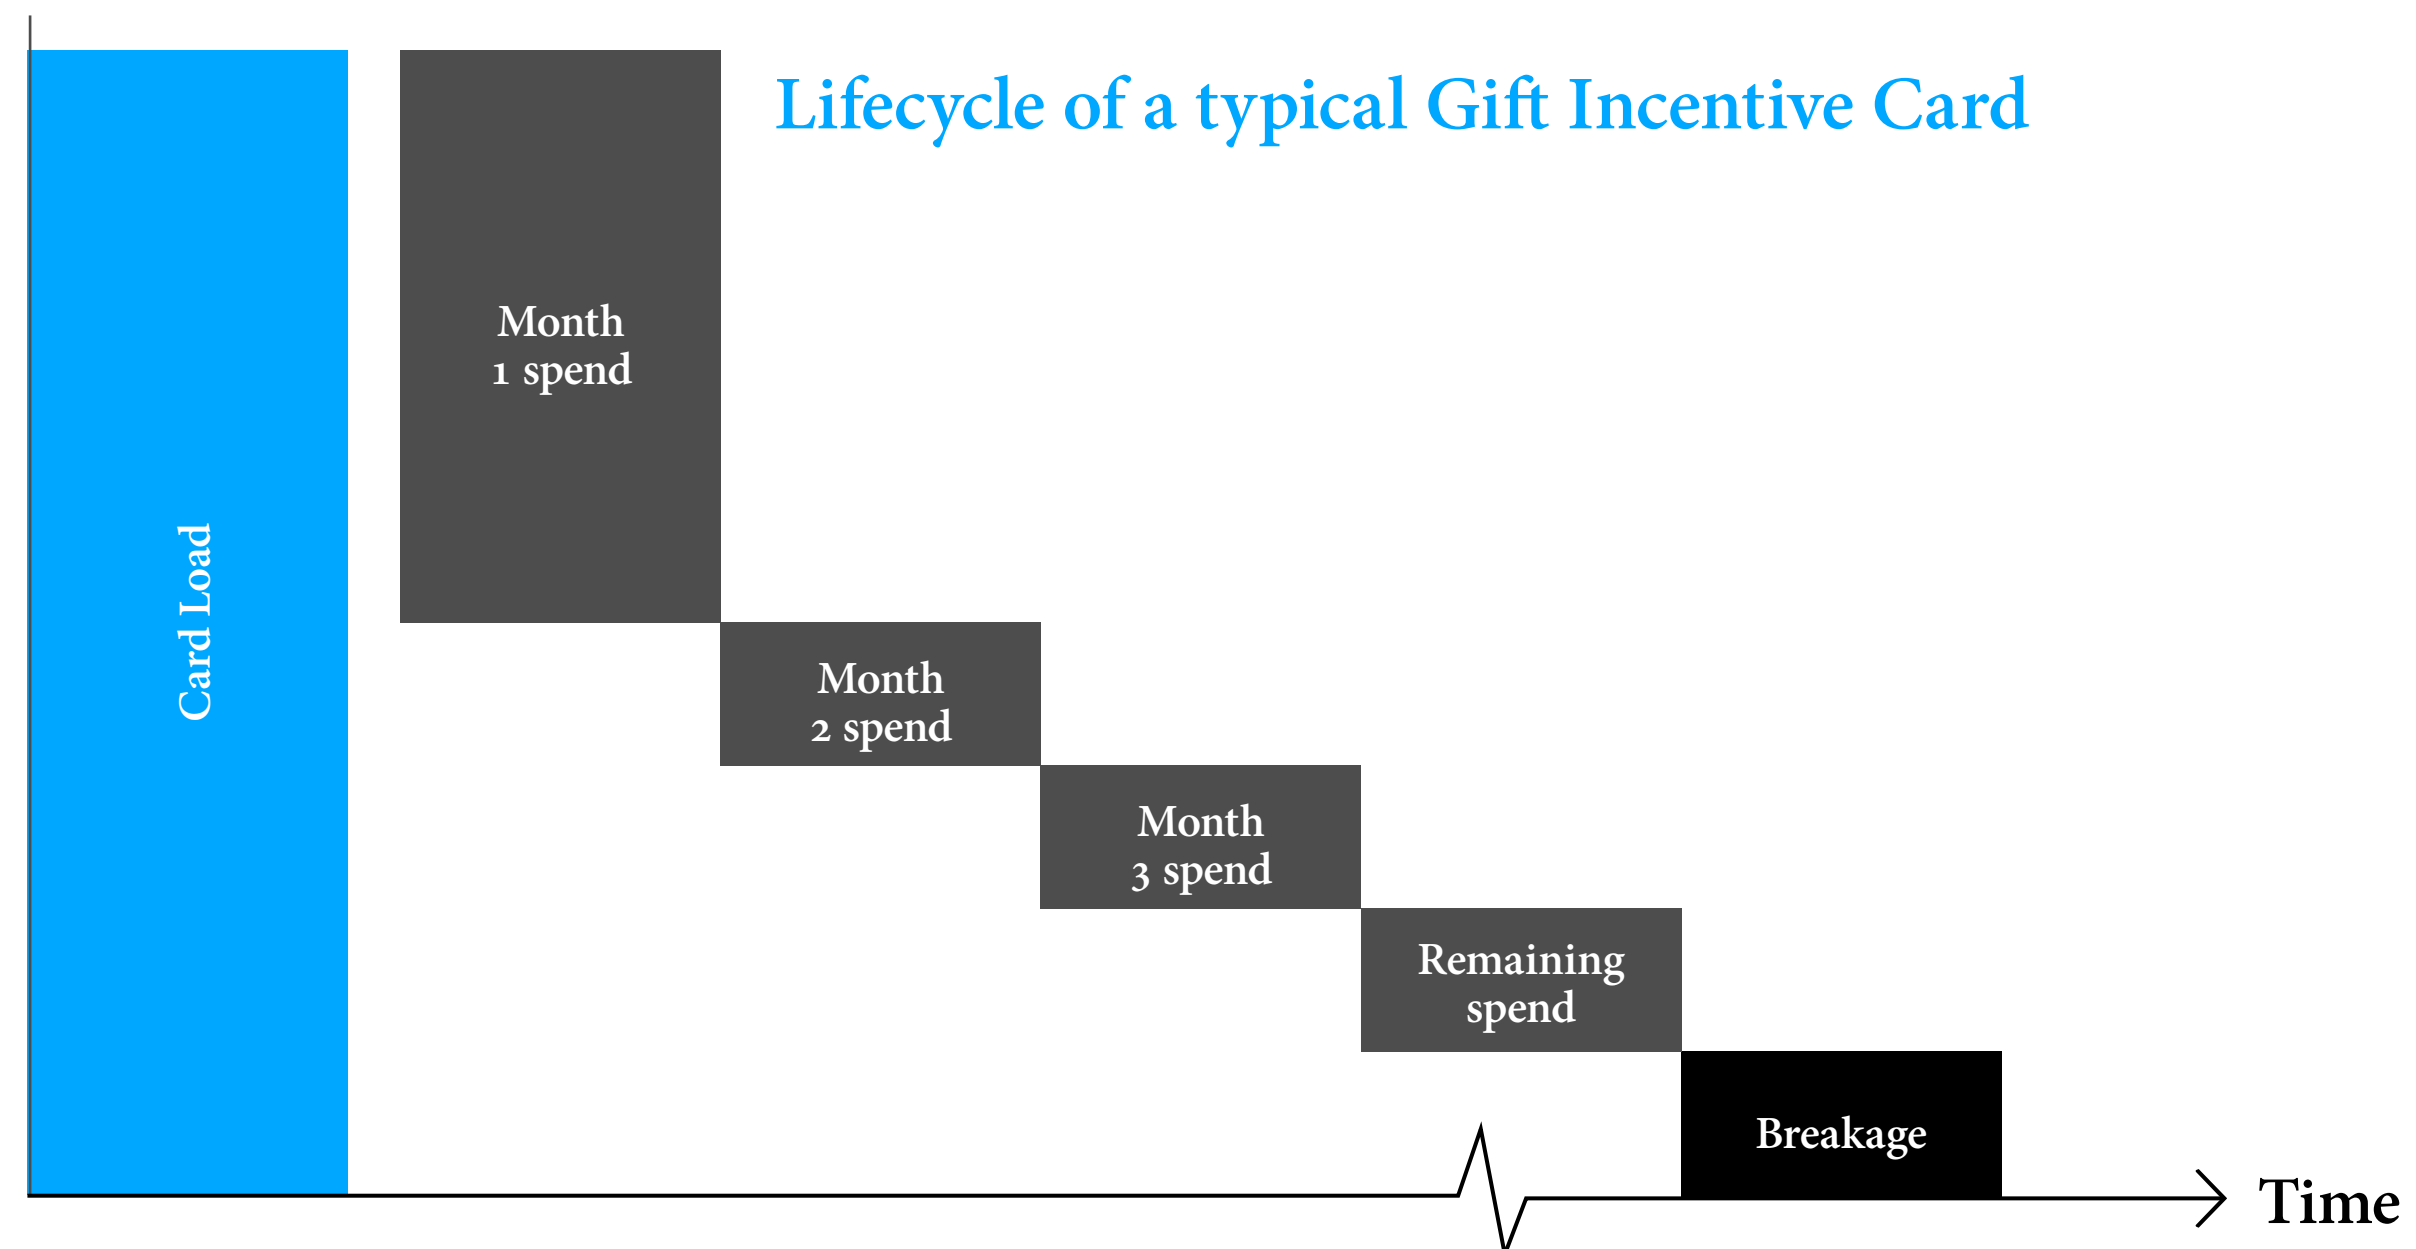 Lifecycle of a typical Gift Incentive Card
Card Load
Month
1 spend
Month
2 spend
Month
3 spend
Remaining
spend
Breakage
Time